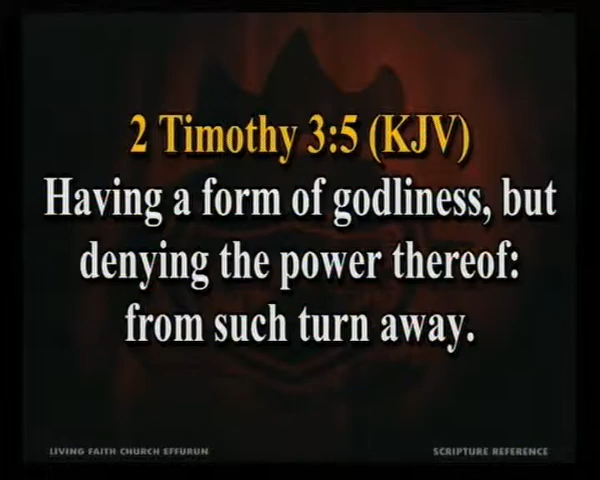 2 Timothy 3:5 (KJV)
Having a form of godliness, but
denying the power thereof:
from such turn away.
LIVING FAITH CHURCH EFFURUN
SCRIPTURE REFERENCE